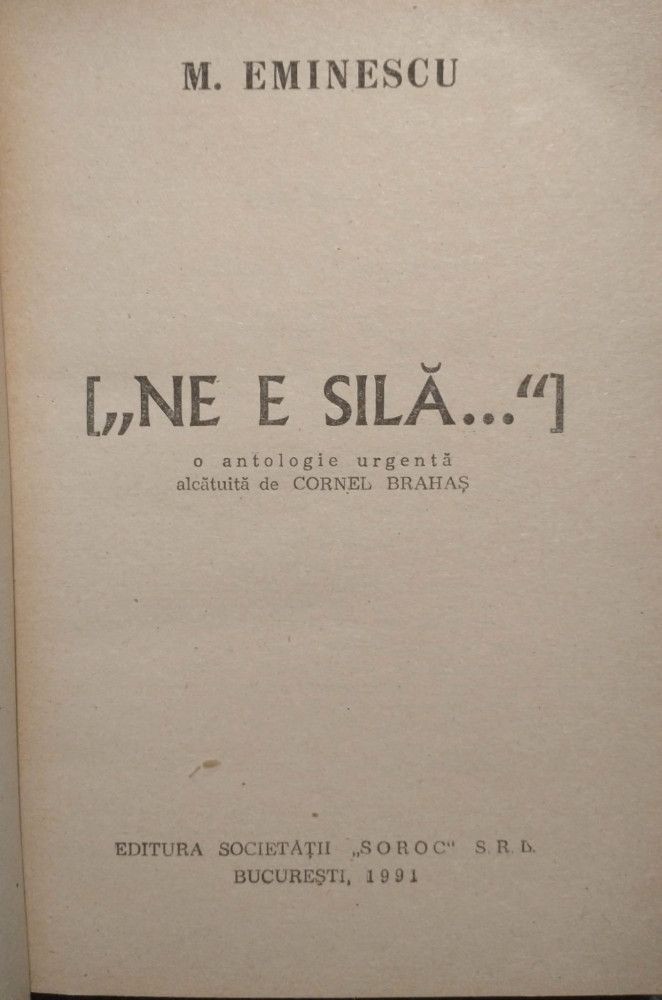 M. EMINESCU
[„NE E SILĂ...“]
o antologie urgentă
alcătuită de CORNEL BRAHAȘ
EDITURA SOCIETĂȚII „SOROC“ S.R.L.
BUCUREȘTI, 1991